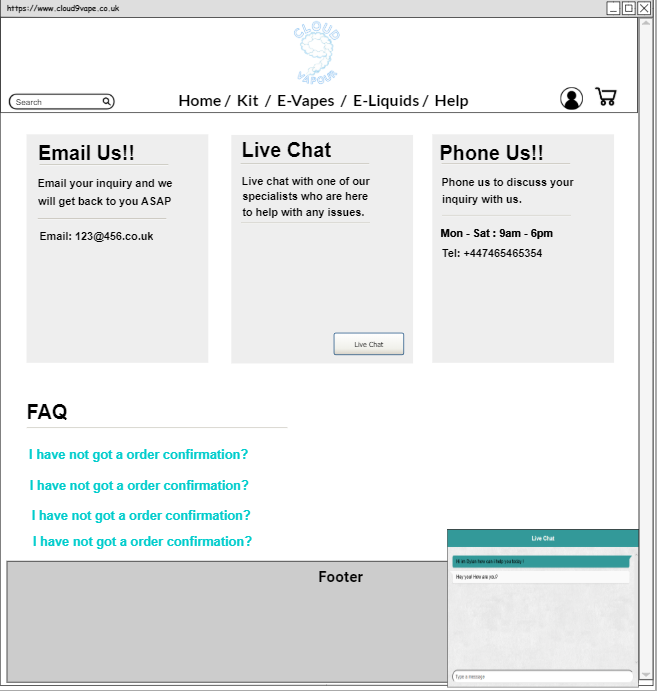 https://www.cloud9vape.co.uk
CLOUD
VAPOUR
Search
Home / Kit / E-Vapes / E-Liquids / Help
Email Us!!
Email your inquiry and we
will get back to you ASAP
Email: 123@456.co.uk
Live Chat
Live chat with one of our
specialists who are here
to help with any issues.
Live Chat
Phone Us!!
Phone us to discuss your
inquiry with us.
Mon - Sat : 9am - 6pm
Tel: +447465465354
FAQ
I have not got a order confirmation?
I have not got a order confirmation?
I have not got a order confirmation?
I have not got a order confirmation?
Footer
Live Chat
how can I help you today !
Hey you! How are you?
Type a message